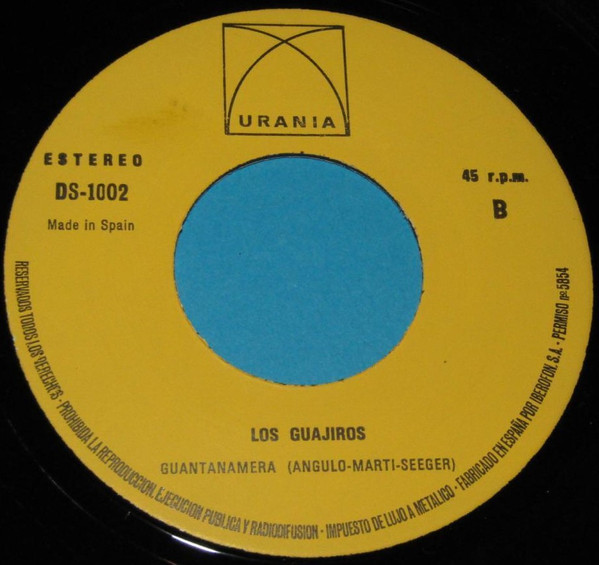 URANIA
ESTEREO
DS-1002
Made in Spain
45 r.p.m.
B
LOS GUAJIROS
GUANTANAMERA (ANGULO-MARTI-SEEGER)
RESERVADOS TODOS LOS DERECHOS - PROHIBIDA LA REPRODUCCION, EJECUCION PUBLICA Y RADIODIFUSION - IMPUESTO DE LUJO A METALICO - FABRICADO EN ESPAÑA POR IBEROFON, S.A. - PERMISO nº 5854